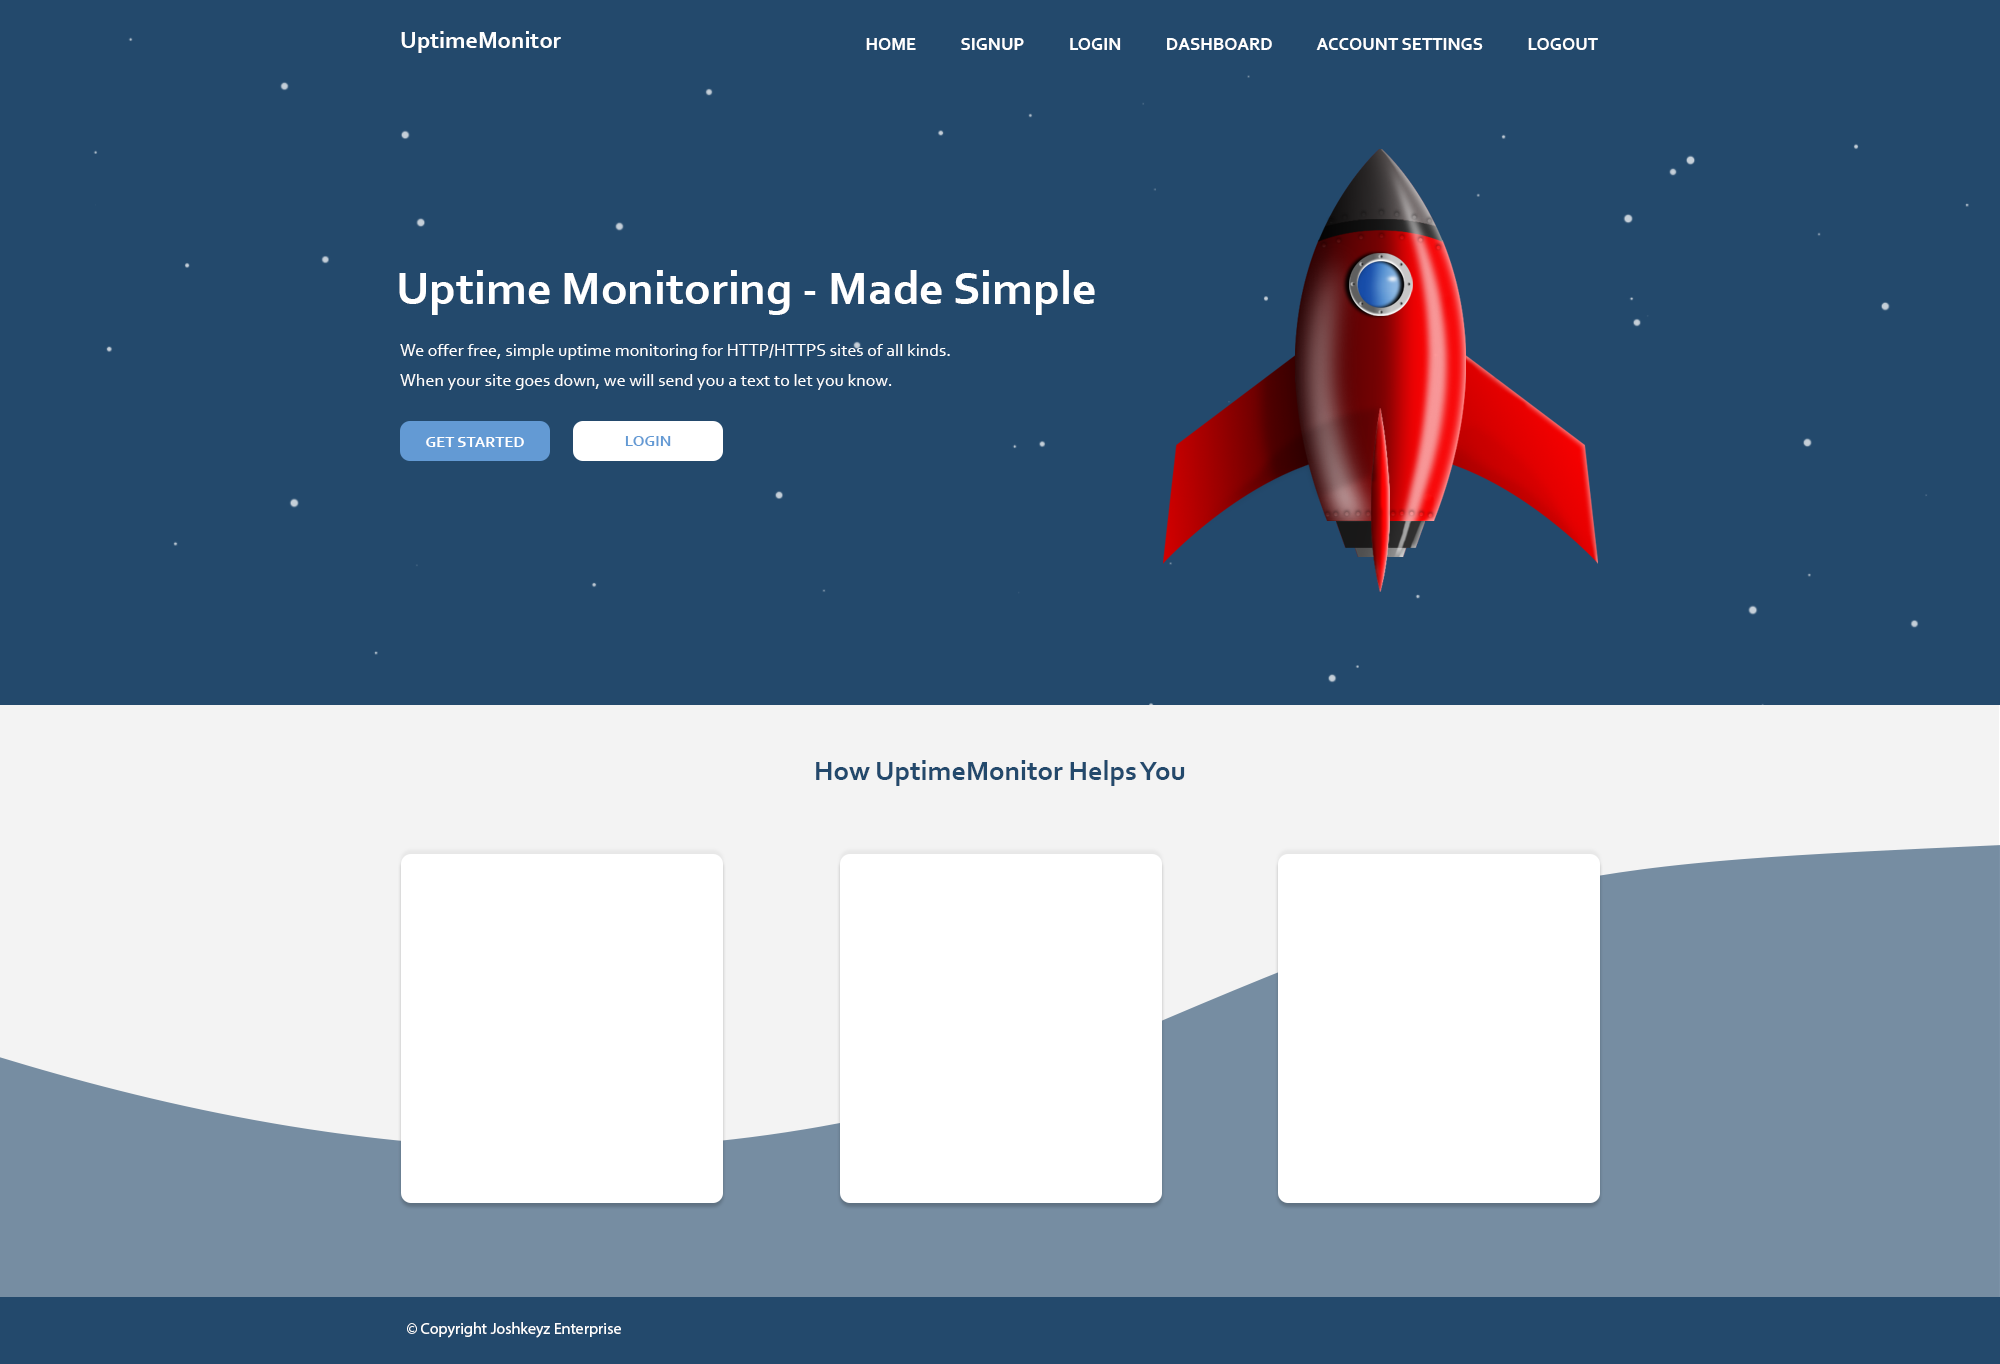 UptimeMonitor
HOME SIGNUP LOGIN DASHBOARD ACCOUNT SETTINGS LOGOUT
Uptime Monitoring - Made Simple
We offer free, simple uptime monitoring for HTTP/HTTPS sites of all kinds.
When your site goes down, we will send you a text to let you know.
GET STARTED LOGIN
How UptimeMonitor Helps You
© Copyright Joshkeyz Enterprise